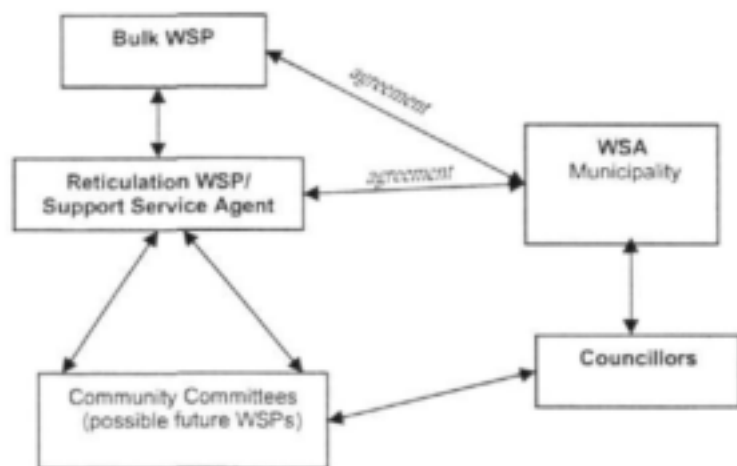 Bulk WSP
agreement
WSA
Municipality
Reticulation WSP/
Support Service Agent
agreement
Councillors
Community Committees
(possible future WSPs)